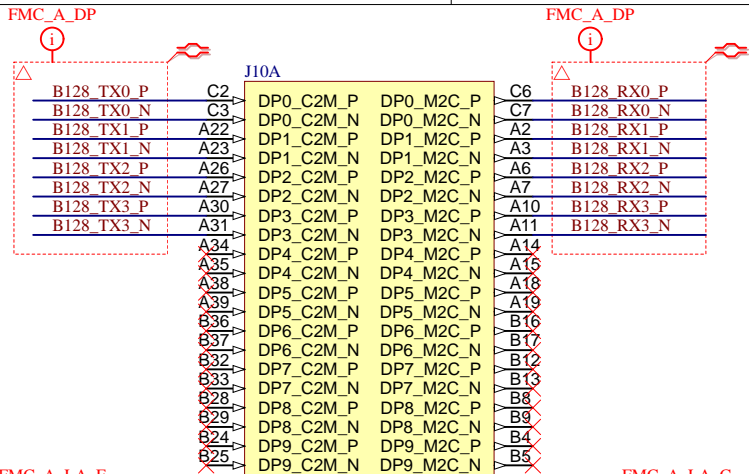 FMC_A_DP FMC_A_DP
i i
J10A
B128_TX0_P C2 DP0_C2M_P DP0_M2C_P C6 B128_RX0_P
B128_TX0_N C3 DP0_C2M_N DP0_M2C_N C7 B128_RX0_N
B128_TX1_P A22 DP1_C2M_P DP1_M2C_P A2 B128_RX1_P
B128_TX1_N A23 DP1_C2M_N DP1_M2C_N A3 B128_RX1_N
B128_TX2_P A26 DP2_C2M_P DP2_M2C_P A6 B128_RX2_P
B128_TX2_N A27 DP2_C2M_N DP2_M2C_N A7 B128_RX2_N
B128_TX3_P A30 DP3_C2M_P DP3_M2C_P A10 B128_RX3_P
B128_TX3_N A31 DP3_C2M_N DP3_M2C_N A11 B128_RX3_N
A34 DP4_C2M_P DP4_M2C_P A14
A35 DP4_C2M_N DP4_M2C_N A15
A38 DP5_C2M_P DP5_M2C_P A18
A39 DP5_C2M_N DP5_M2C_N A19
B36 DP6_C2M_P DP6_M2C_P B16
B37 DP6_C2M_N DP6_M2C_N B17
B32 DP7_C2M_P DP7_M2C_P B12
B33 DP7_C2M_N DP7_M2C_N B13
B28 DP8_C2M_P DP8_M2C_P B8
B29 DP8_C2M_N DP8_M2C_N B9
B24 DP9_C2M_P DP9_M2C_P B4
B25 DP9_C2M_N DP9_M2C_N B5